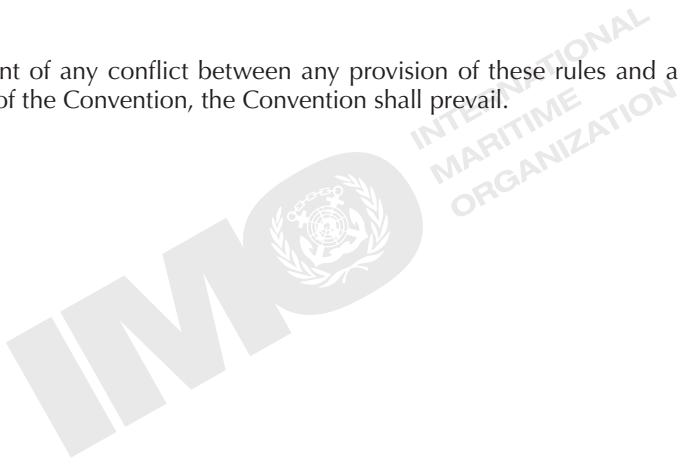 nt of any conflict between any provision of these rules and a
of the Convention, the Convention shall prevail.
INTERNATIONAL
MARITIME
ORGANIZATION
IMO